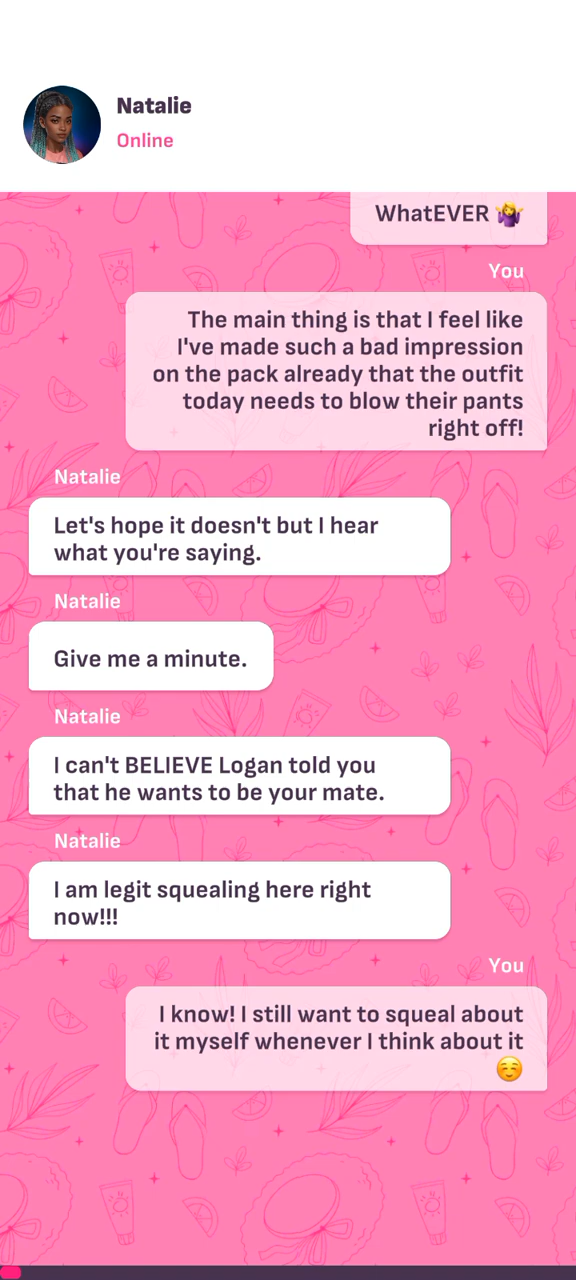 Natalie
Online
WhatEVER 🤷‍♀️
You
The main thing is that I feel like
I've made such a bad impression
on the pack already that the outfit
today needs to blow their pants
right off!
Natalie
Let's hope it doesn't but I hear
what you're saying.
Natalie
Give me a minute.
Natalie
I can't BELIEVE Logan told you
that he wants to be your mate.
Natalie
I am legit squealing here right
now!!!
You
I know! I still want to squeal about
it myself whenever I think about it
☺️